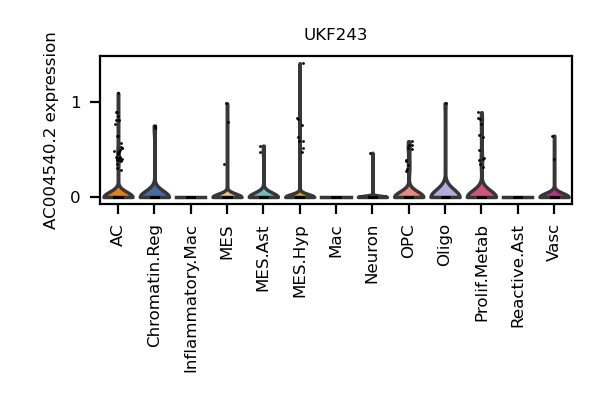 UKF243
AC004540.2 expression
1
0
AC
Chromatin.Reg
Inflammatory.Mac
MES
MES.Ast
MES.Hyp
Mac
Neuron
OPC
Oligo
Prolif.Metab
Reactive.Ast
Vasc